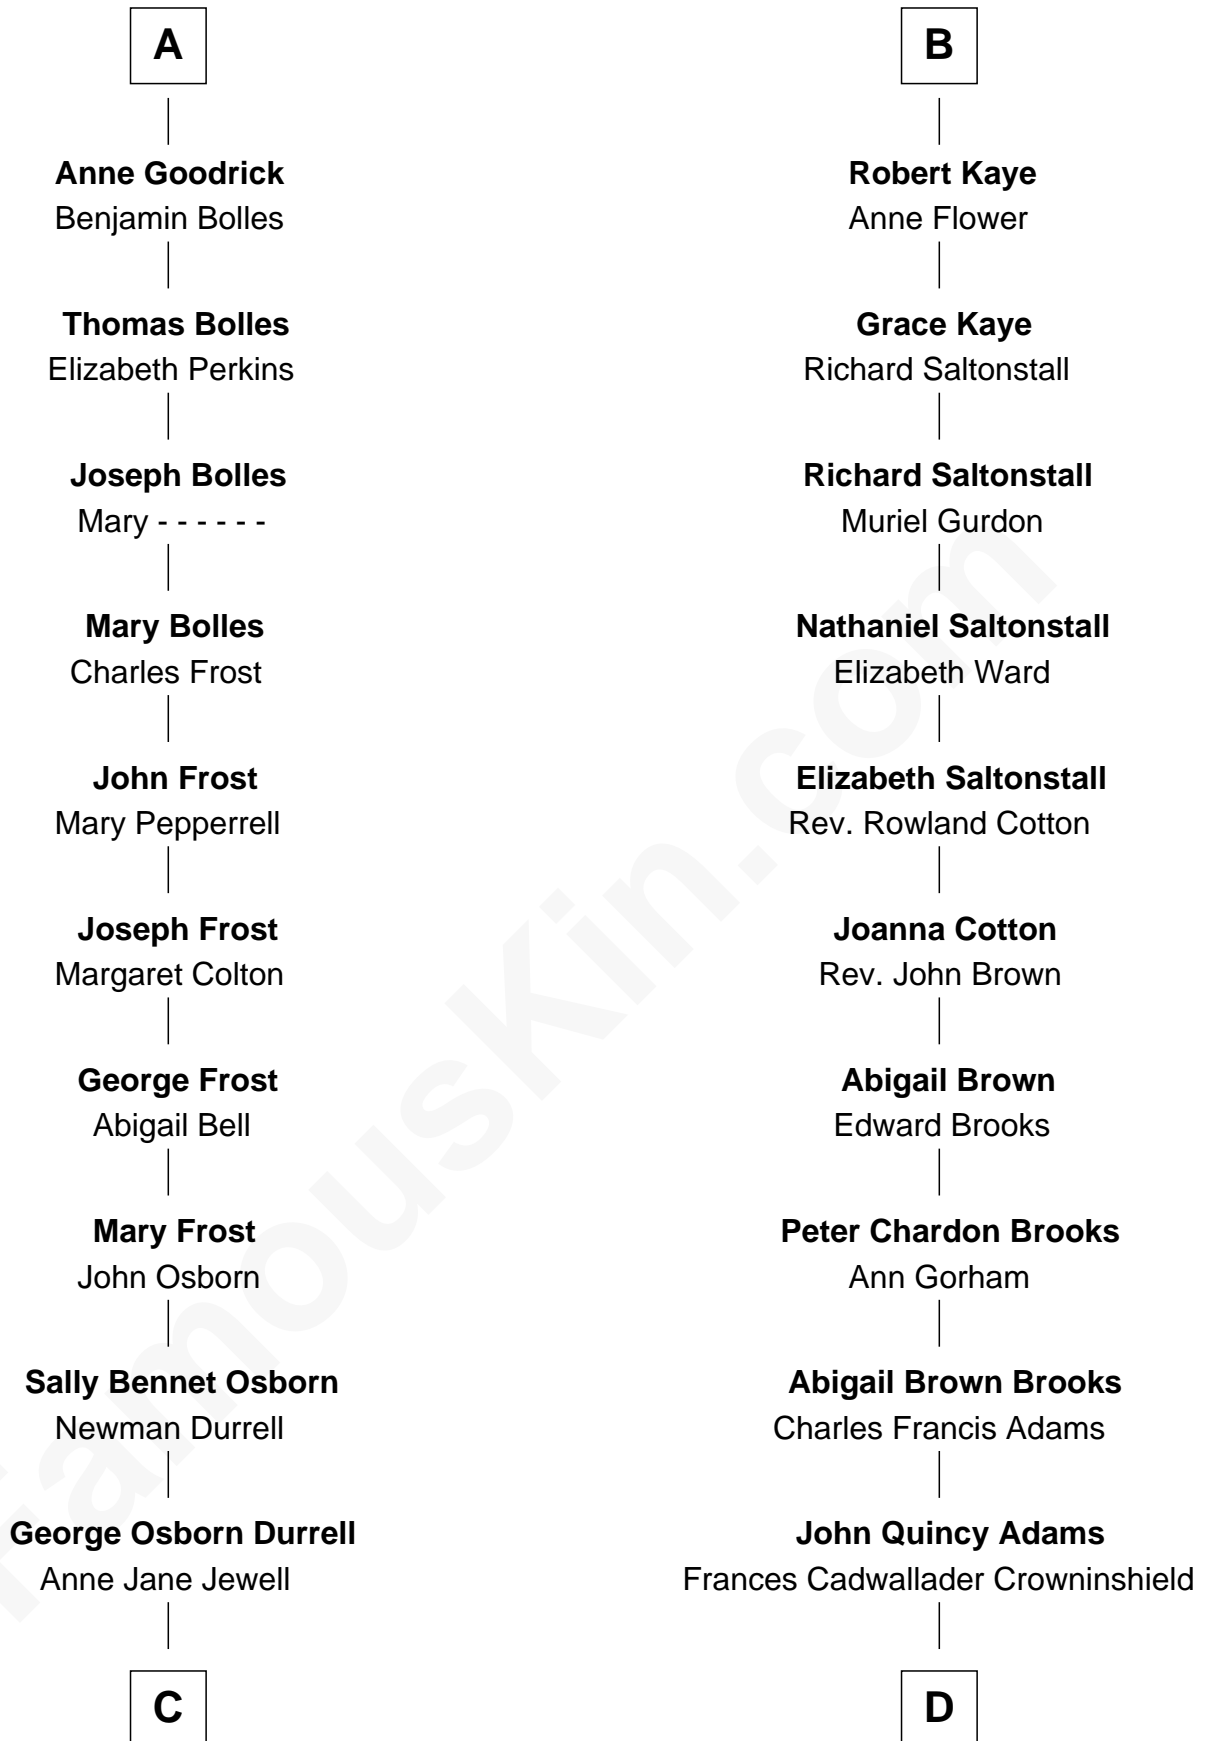 A
Anne Goodrick
Benjamin Bolles
Thomas Bolles
Elizabeth Perkins
Joseph Bolles
Mary - - - - - -
Mary Bolles
Charles Frost
John Frost
Mary Pepperrell
Joseph Frost
Margaret Colton
George Frost
Abigail Bell
Mary Frost
John Osborn
Sally Bennet Osborn
Newman Durrell
George Osborn Durrell
Anne Jane Jewell
C
B
Robert Kaye
Anne Flower
Grace Kaye
Richard Saltonstall
Richard Saltonstall
Muriel Gurdon
Nathaniel Saltonstall
Elizabeth Ward
Elizabeth Saltonstall
Rev. Rowland Cotton
Joanna Cotton
Rev. John Brown
Abigail Brown
Edward Brooks
Peter Chardon Brooks
Ann Gorham
Abigail Brown Brooks
Charles Francis Adams
John Quincy Adams
Frances Cadwallader Crowninshield
D
FamousKin.com